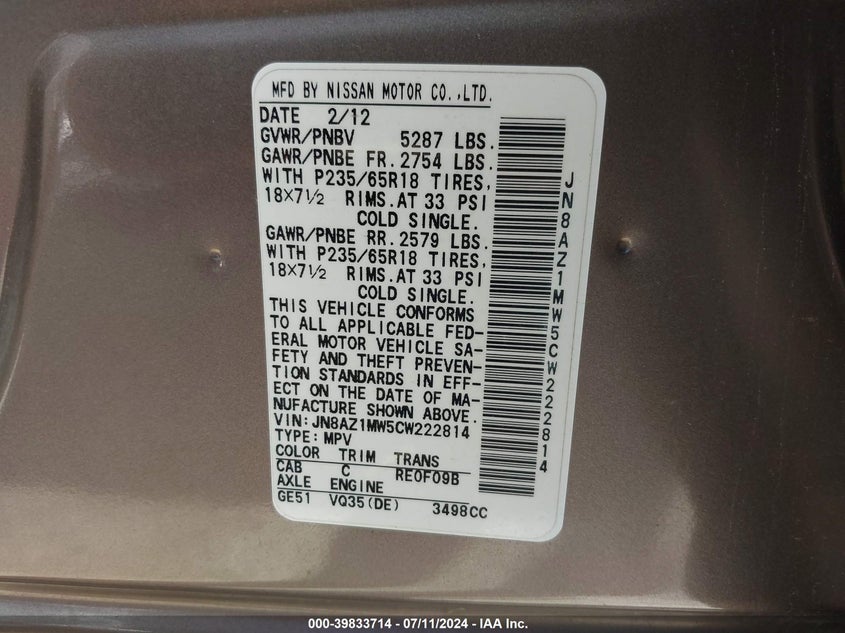 MFD BY NISSAN MOTOR CO.,LTD.
DATE 2/12
GVWR/PNBV 5287 LBS.
GAWR/PNBE FR. 2754 LBS.
WITH P235/65R18 TIRES,
18×7½ RIMS. AT 33 PSI
COLD SINGLE.
GAWR/PNBE RR. 2579 LBS.
WITH P235/65R18 TIRES,
18×7½ RIMS. AT 33 PSI
COLD SINGLE.
THIS VEHICLE CONFORMS
TO ALL APPLICABLE FED-
ERAL MOTOR VEHICLE SA-
FETY AND THEFT PREVEN-
TION STANDARDS IN EFF-
ECT ON THE DATE OF MA-
NUFACTURE SHOWN ABOVE.
VIN:JN8AZ1MW5CW222814
TYPE: MPV
COLOR TRIM TRANS
CAB C RE0F09B
AXLE ENGINE
GE51 VQ35(DE) 3498CC
JN8AZ1MW5CW222814
000-39833714 - 07/11/2024 - IAA Inc.